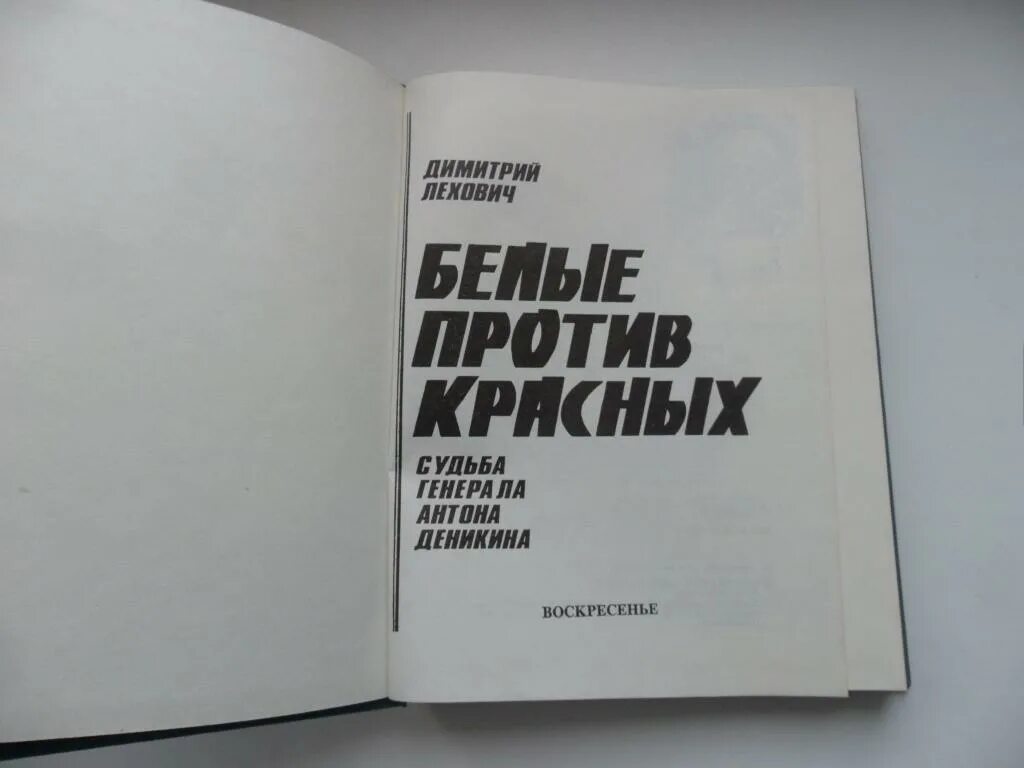 ДИМИТРИЙ
ЛЕХОВИЧ
БЕЛЫЕ
ПРОТИВ
КРАСНЫХ
СУДЬБА
ГЕНЕРАЛА
АНТОНА
ДЕНИКИНА
ВОСКРЕСЕНЬЕ